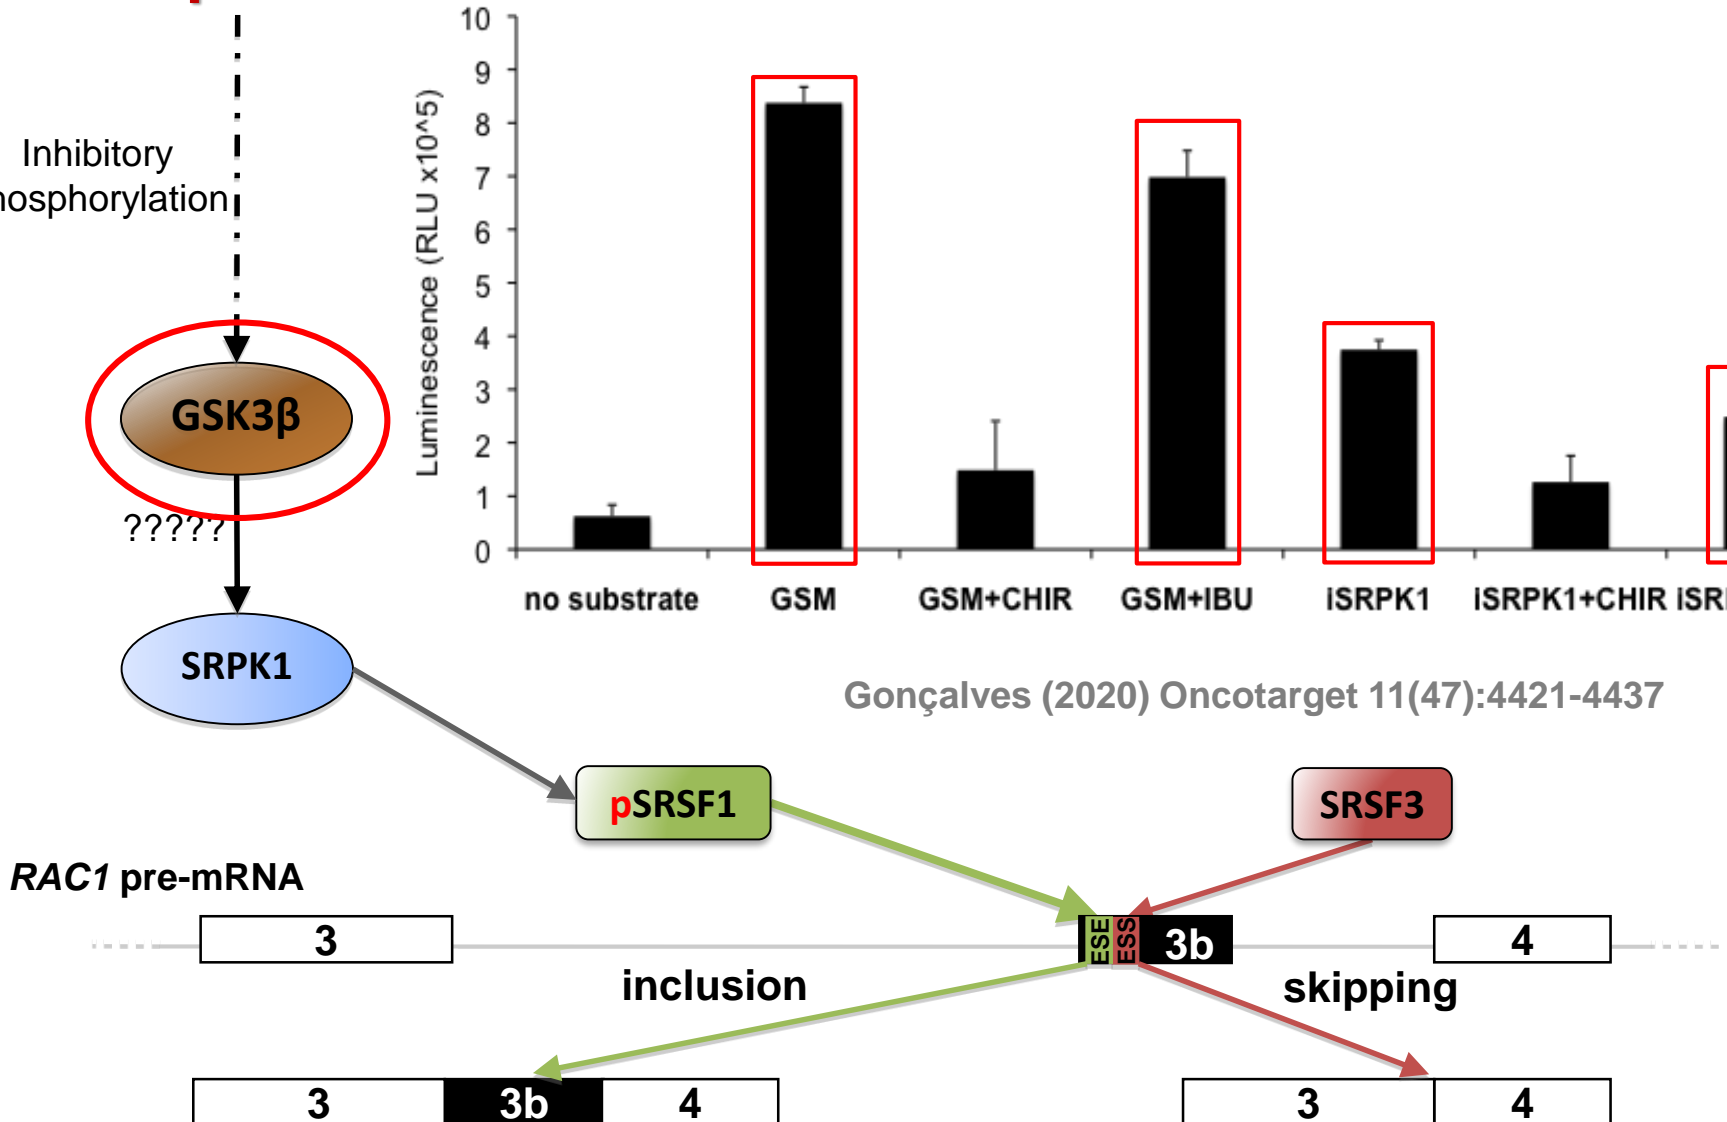 Inhibitory
hosphorylation
GSK3β
?????
SRPK1
10
9
8
7
6
5
4
3
2
1
0
Luminescence (RLU x10^5)
no substrate
GSM
GSM+CHIR
GSM+IBU
iSRPK1
iSRPK1+CHIR
Gonçalves (2020) Oncotarget 11(47):4421-4437
pSRSF1
SRSF3
RAC1 pre-mRNA
3
ESE
ESS
3b
4
inclusion
skipping
3
3b
4
3
4